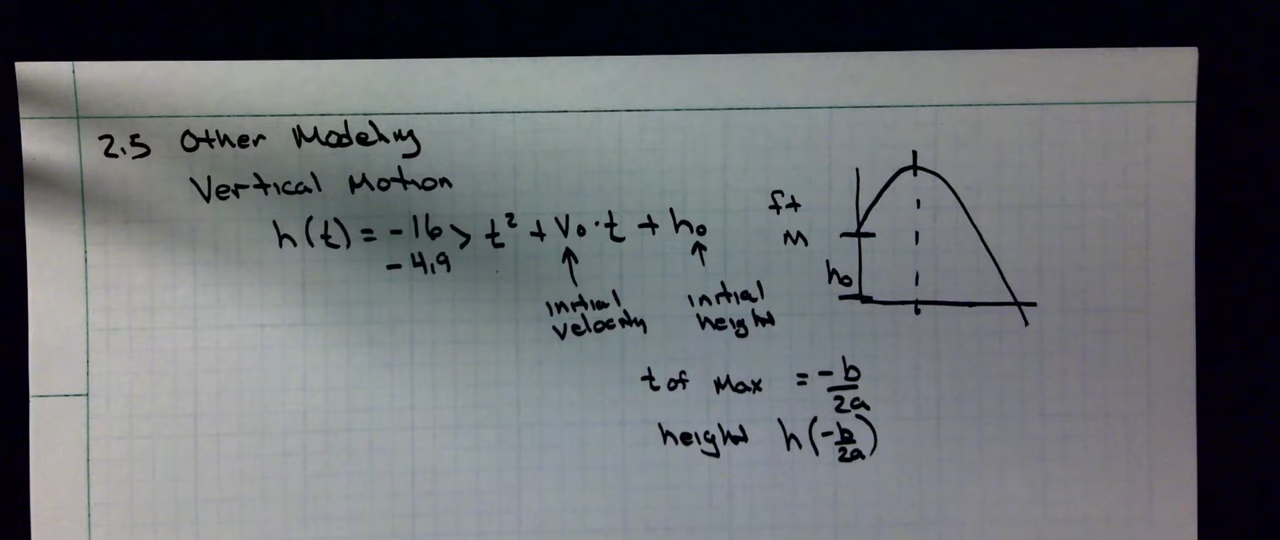 2.5 Other Modeling
Vertical Motion
h(t) = -16 > t² + V₀·t + h₀
-4.9
ft
M
initial velocity
initial height
h₀
t of Max = -b/2a
height h(-b/2a)